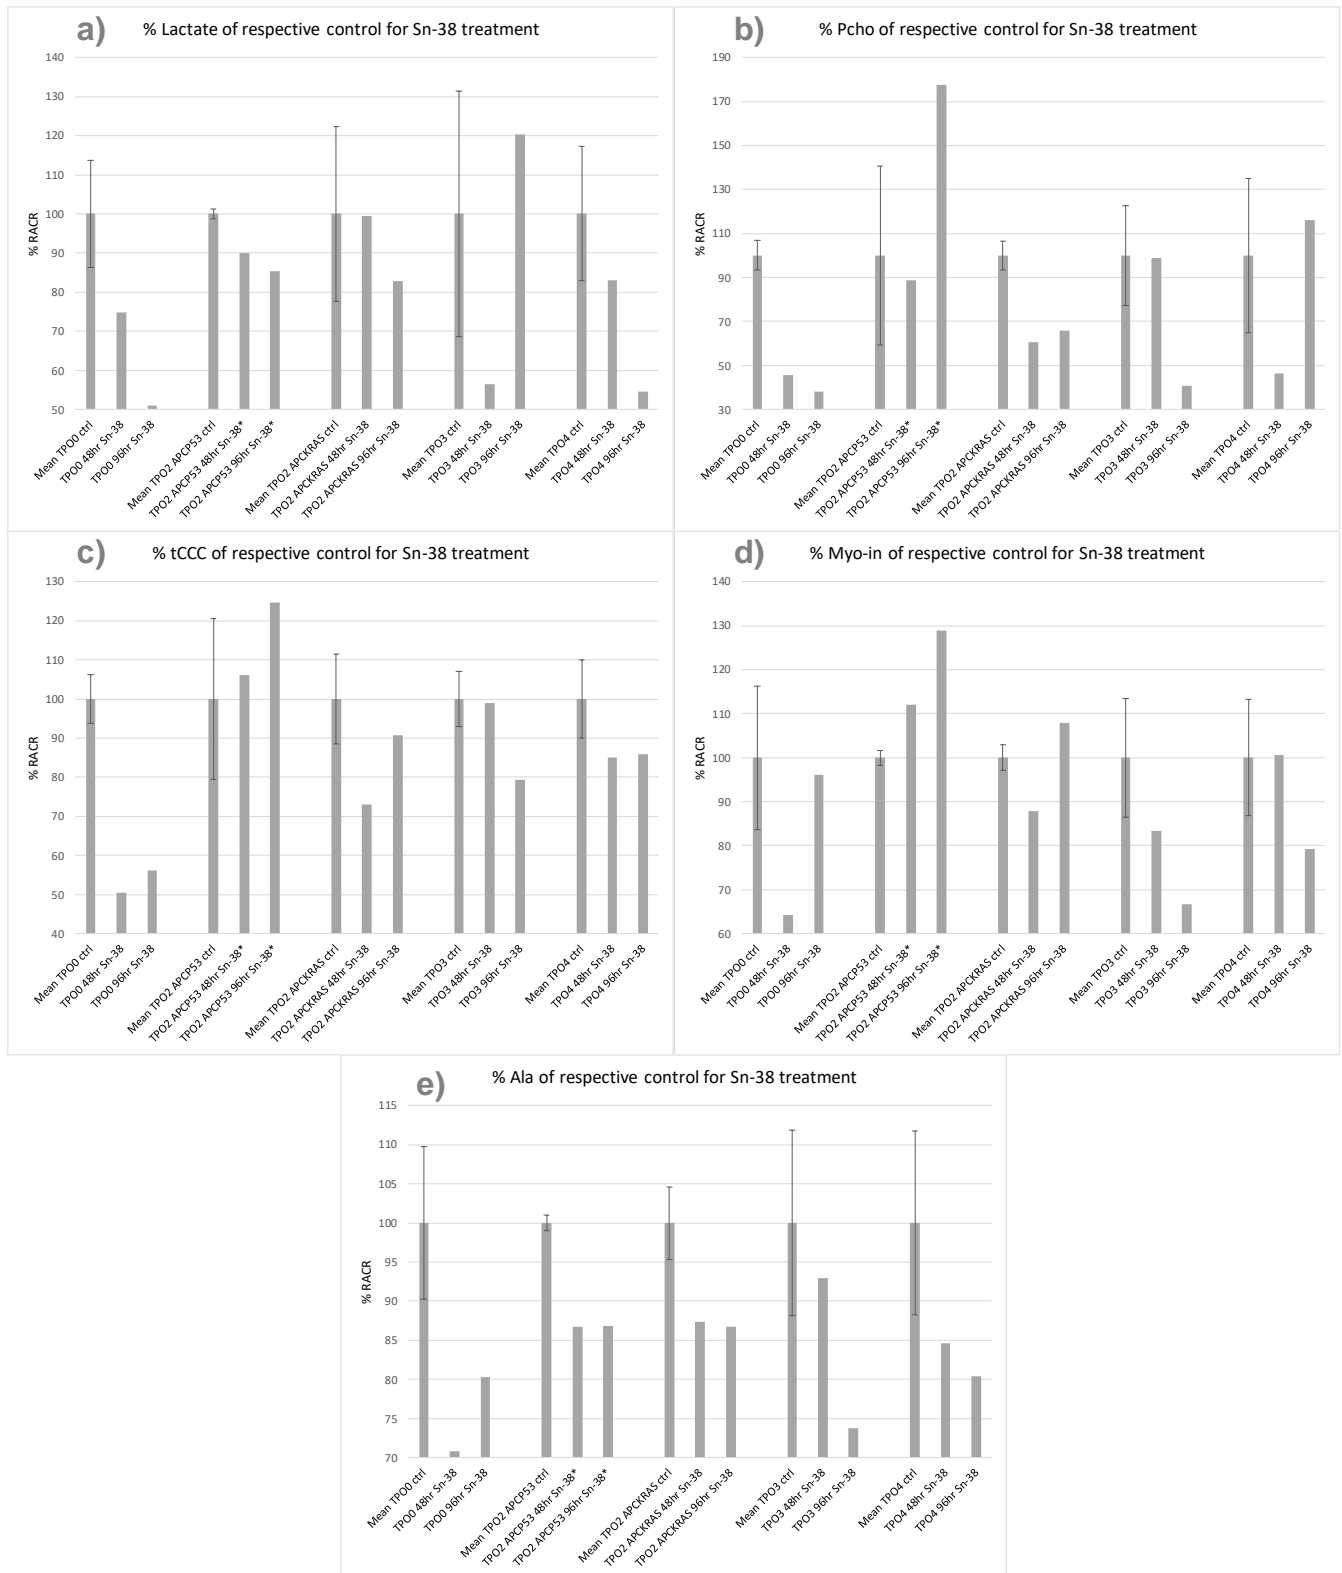 a) % Lactate of respective control for Sn-38 treatment
140
130
120
110
100
90
80
70
60
50
% RACR
Mean TPO0 ctrl
TPO0 48hr Sn-38
TPO0 96hr Sn-38
Mean TPO2 APCP53 ctrl
TPO2 APCP53 48hr Sn-38*
TPO2 APCP53 96hr Sn-38*
Mean TPO2 APCKRAS ctrl
TPO2 APCKRAS 48hr Sn-38
TPO2 APCKRAS 96hr Sn-38
Mean TPO3 ctrl
TPO3 48hr Sn-38
TPO3 96hr Sn-38
Mean TPO4 ctrl
TPO4 48hr Sn-38
TPO4 96hr Sn-38
b) % Pcho of respective control for Sn-38 treatment
190
170
150
130
110
90
70
50
30
% RACR
Mean TPO0 ctrl
TPO0 48hr Sn-38
TPO0 96hr Sn-38
Mean TPO2 APCP53 ctrl
TPO2 APCP53 48hr Sn-38*
TPO2 APCP53 96hr Sn-38*
Mean TPO2 APCKRAS ctrl
TPO2 APCKRAS 48hr Sn-38
TPO2 APCKRAS 96hr Sn-38
Mean TPO3 ctrl
TPO3 48hr Sn-38
TPO3 96hr Sn-38
Mean TPO4 ctrl
TPO4 48hr Sn-38
TPO4 96hr Sn-38
c) % tCCC of respective control for Sn-38 treatment
130
120
110
100
90
80
70
60
50
40
% RACR
Mean TPO0 ctrl
TPO0 48hr Sn-38
TPO0 96hr Sn-38
Mean TPO2 APCP53 ctrl
TPO2 APCP53 48hr Sn-38*
TPO2 APCP53 96hr Sn-38*
Mean TPO2 APCKRAS ctrl
TPO2 APCKRAS 48hr Sn-38
TPO2 APCKRAS 96hr Sn-38
Mean TPO3 ctrl
TPO3 48hr Sn-38
TPO3 96hr Sn-38
Mean TPO4 ctrl
TPO4 48hr Sn-38
TPO4 96hr Sn-38
d) % Myo-in of respective control for Sn-38 treatment
140
130
120
110
100
90
80
70
60
% RACR
Mean TPO0 ctrl
TPO0 48hr Sn-38
TPO0 96hr Sn-38
Mean TPO2 APCP53 ctrl
TPO2 APCP53 48hr Sn-38*
TPO2 APCP53 96hr Sn-38*
Mean TPO2 APCKRAS ctrl
TPO2 APCKRAS 48hr Sn-38
TPO2 APCKRAS 96hr Sn-38
Mean TPO3 ctrl
TPO3 48hr Sn-38
TPO3 96hr Sn-38
Mean TPO4 ctrl
TPO4 48hr Sn-38
TPO4 96hr Sn-38
e) % Ala of respective control for Sn-38 treatment
115
110
105
100
95
90
85
80
75
70
% RACR
Mean TPO0 ctrl
TPO0 48hr Sn-38
TPO0 96hr Sn-38
Mean TPO2 APCP53 ctrl
TPO2 APCP53 48hr Sn-38*
TPO2 APCP53 96hr Sn-38*
Mean TPO2 APCKRAS ctrl
TPO2 APCKRAS 48hr Sn-38
TPO2 APCKRAS 96hr Sn-38
Mean TPO3 ctrl
TPO3 48hr Sn-38
TPO3 96hr Sn-38
Mean TPO4 ctrl
TPO4 48hr Sn-38
TPO4 96hr Sn-38